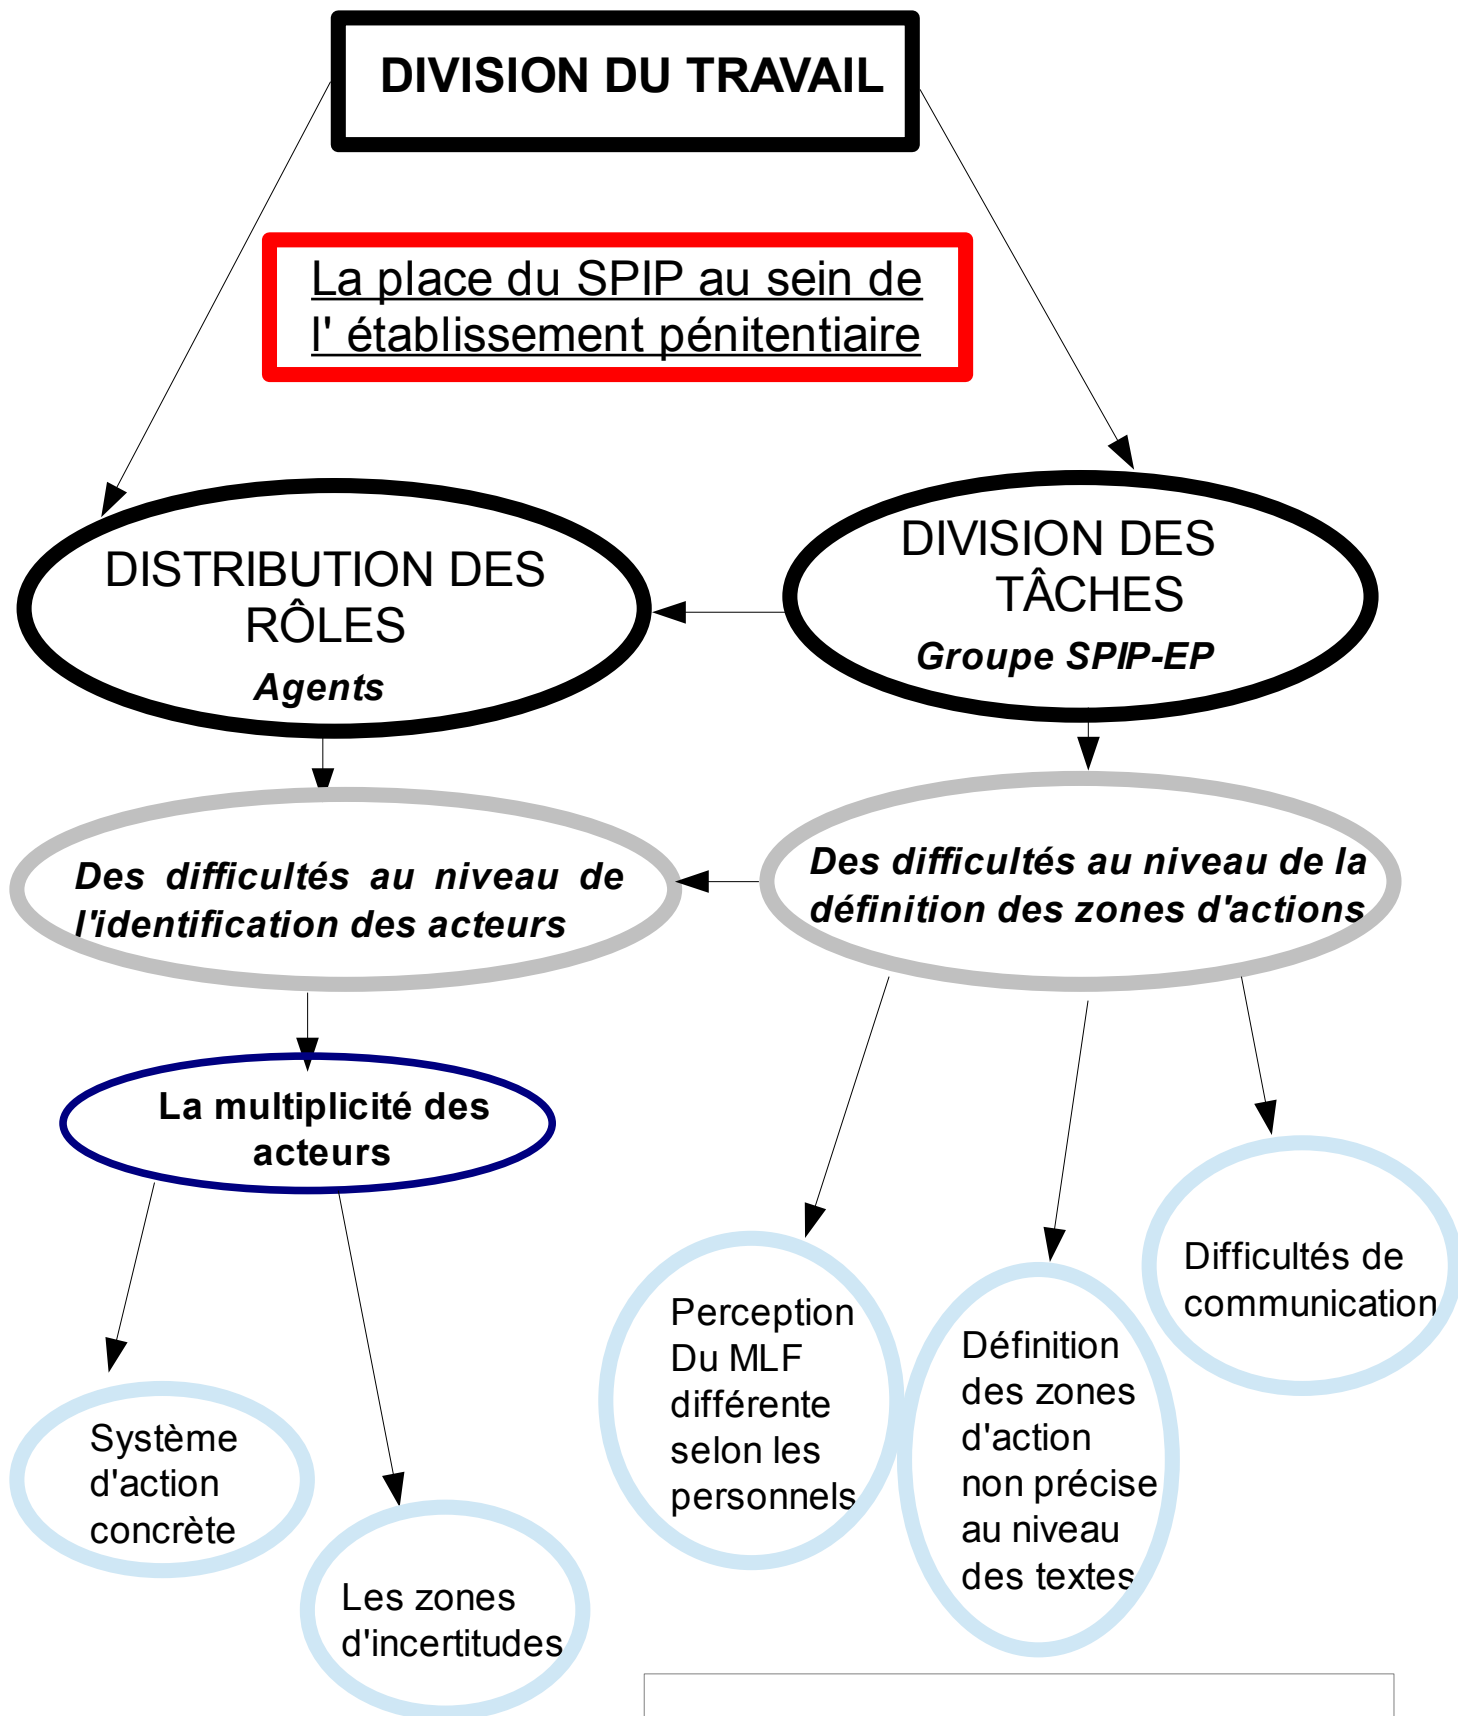 DIVISION DU TRAVAIL
La place du SPIP au sein de
l' établissement pénitentiaire
DISTRIBUTION DES
RÔLES
Agents
DIVISION DES
TÂCHES
Groupe SPIP-EP
Des difficultés au niveau de
l'identification des acteurs
Des difficultés au niveau de la
définition des zones d'actions
La multiplicité des
acteurs
Système
d'action
concrète
Les zones
d'incertitudes
Perception
Du MLF
différente
selon les
personnels
Définition
des zones
d'action
non précise
au niveau
des textes
Difficultés de
communication